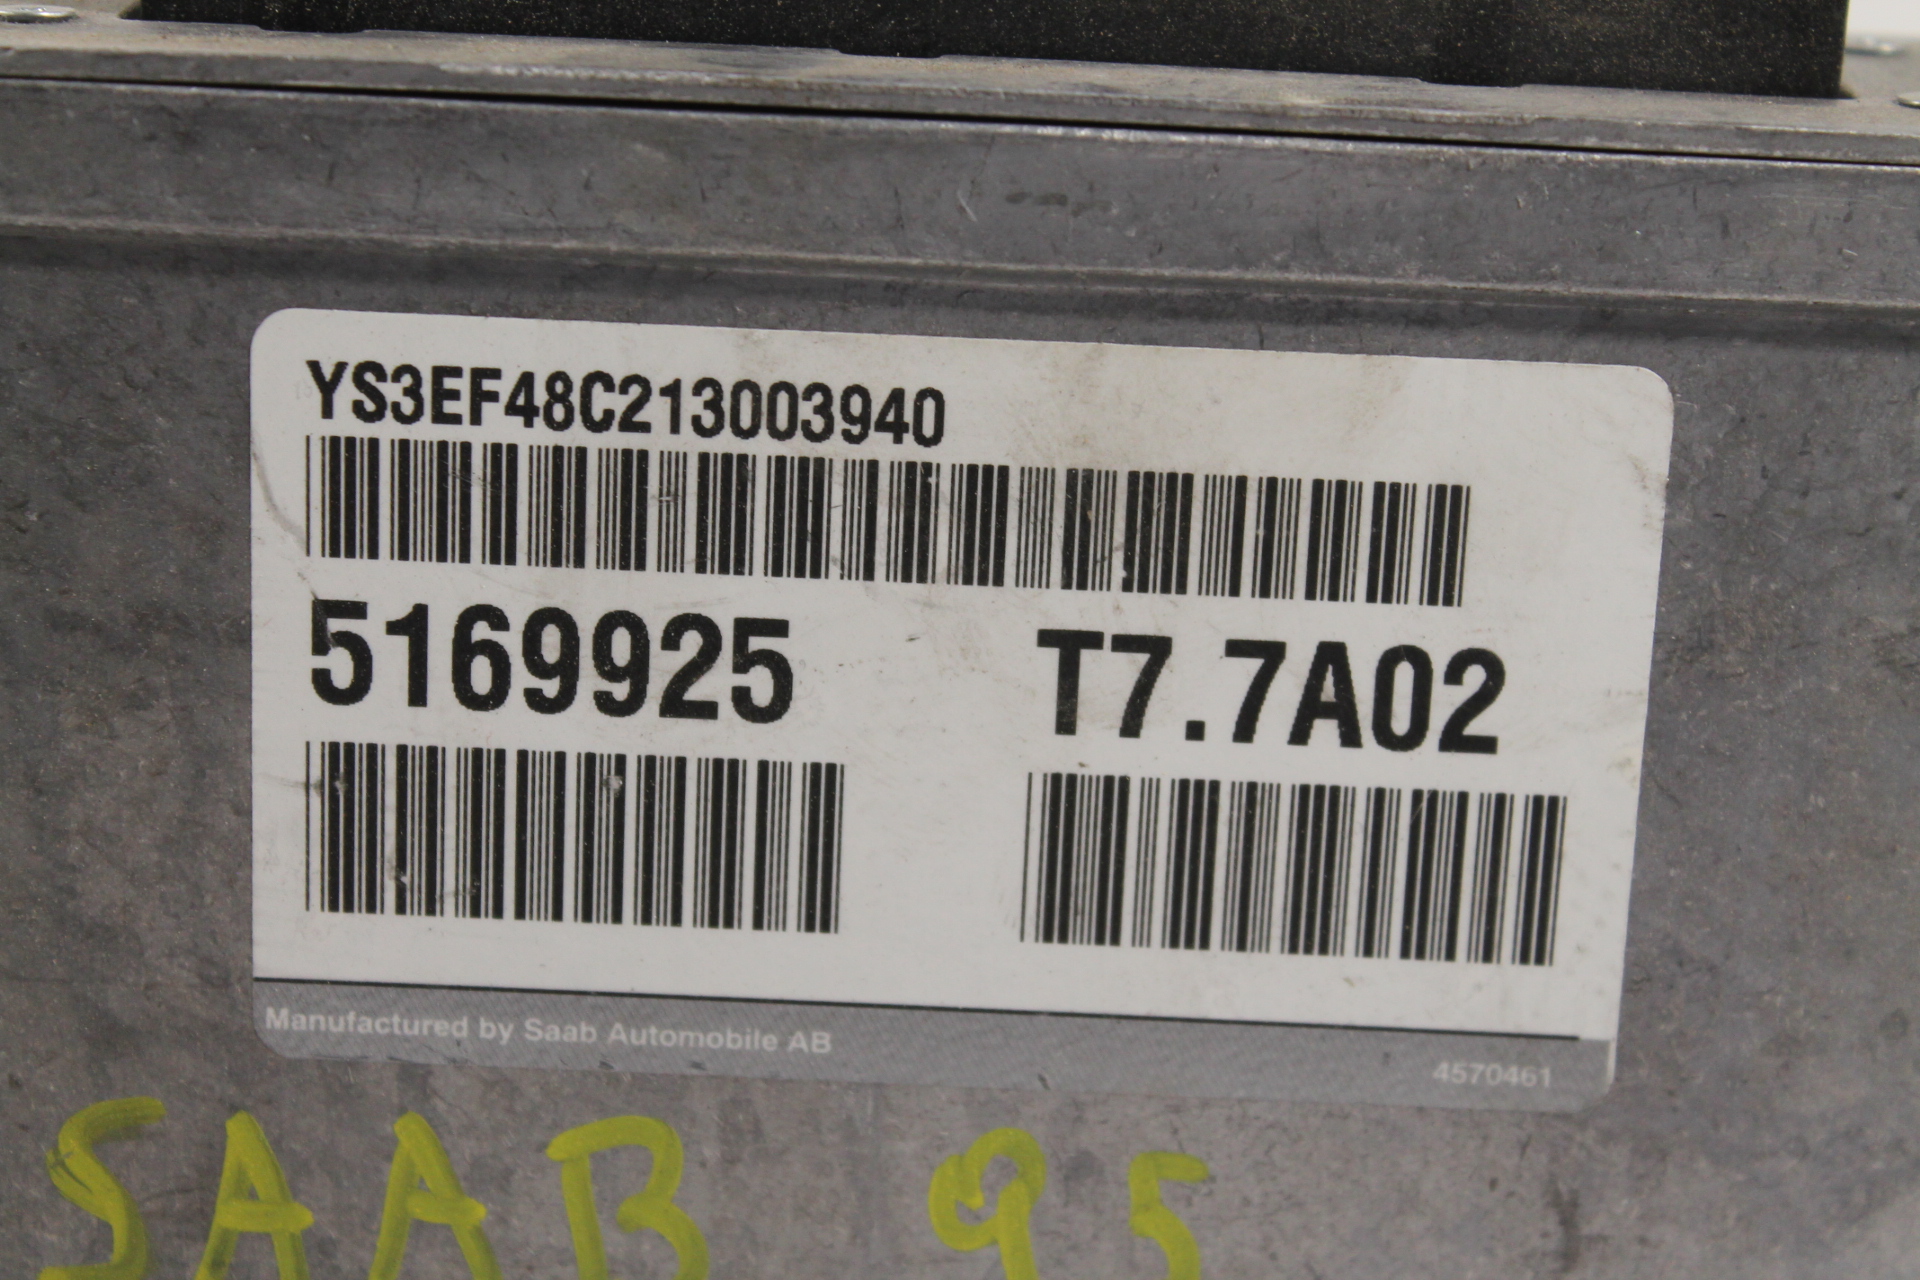 YS3EF48C213003940
5169925 T7.7A02
Manufactured by Saab Automobile AB
4570461
SAAB 95